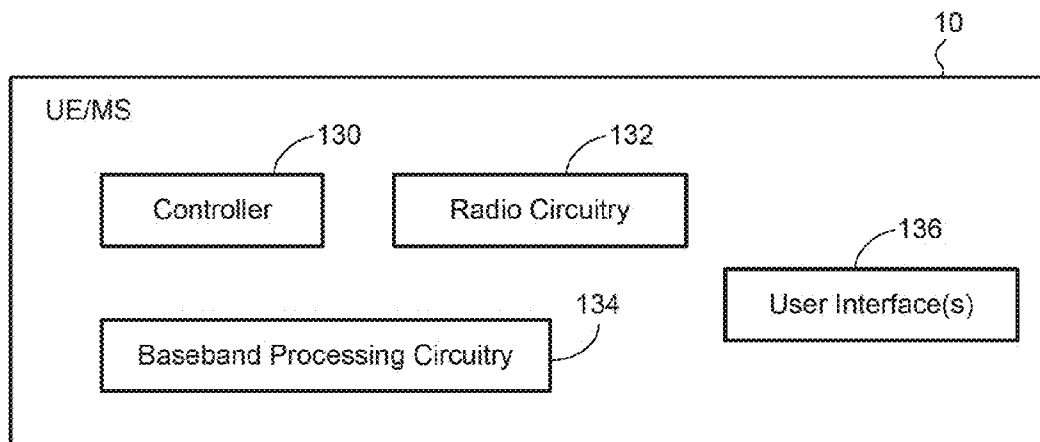 10
UE/MS
130
132
Controller
Radio Circuitry
136
User Interface(s)
134
Baseband Processing Circuitry